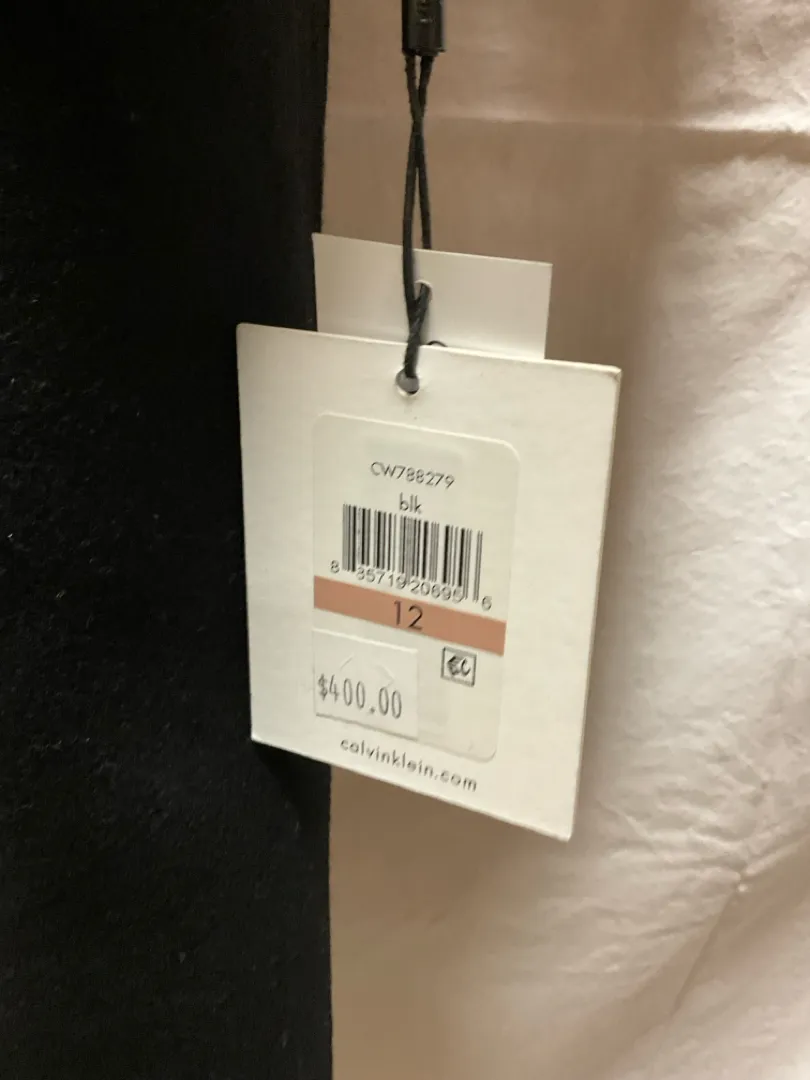 CW788279
blk
8 85719 20695 6
12
$400.00
calvinklein.com